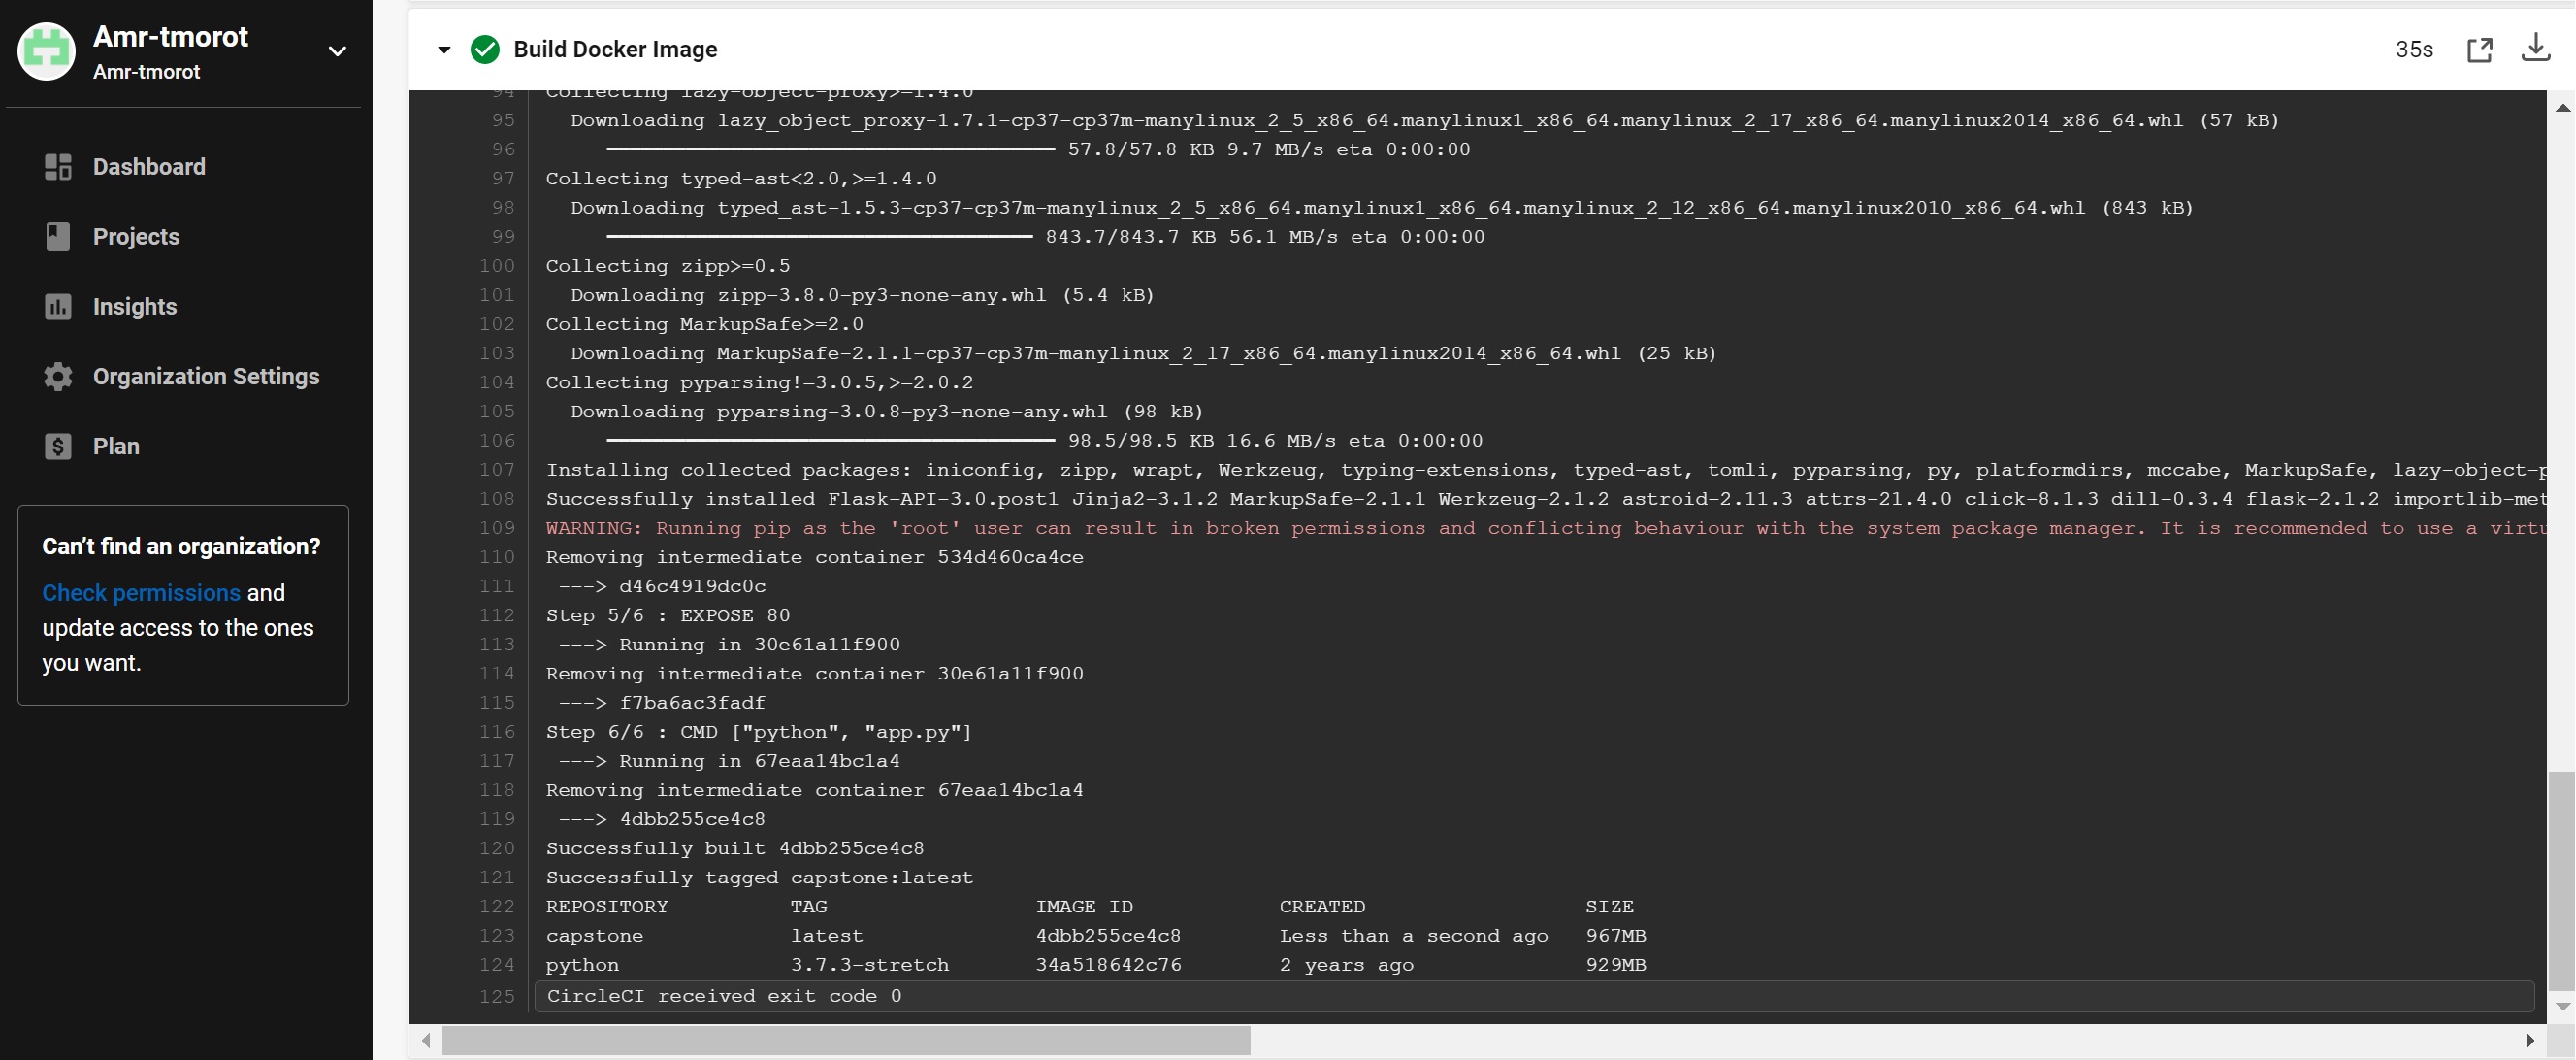 Amr-tmorot
Amr-tmorot
Dashboard
Projects
Insights
Organization Settings
Plan
Can't find an organization?
Check permissions and
update access to the ones
you want.
Build Docker Image
35s
94 Collecting lazy-object-proxy>=1.4.0
95 Downloading lazy_object_proxy-1.7.1-cp37-cp37m-manylinux_2_5_x86_64.manylinux1_x86_64.manylinux_2_17_x86_64.manylinux2014_x86_64.whl (57 kB)
96 ━━━━━━━━━━━━━━━━━━━━━━━━━━━━━━━━━━━━━ 57.8/57.8 KB 9.7 MB/s eta 0:00:00
97 Collecting typed-ast<2.0,>=1.4.0
98 Downloading typed_ast-1.5.3-cp37-cp37m-manylinux_2_5_x86_64.manylinux1_x86_64.manylinux_2_12_x86_64.manylinux2010_x86_64.whl (843 kB)
99 ━━━━━━━━━━━━━━━━━━━━━━━━━━━━━━━━━━━ 843.7/843.7 KB 56.1 MB/s eta 0:00:00
100 Collecting zipp>=0.5
101 Downloading zipp-3.8.0-py3-none-any.whl (5.4 kB)
102 Collecting MarkupSafe>=2.0
103 Downloading MarkupSafe-2.1.1-cp37-cp37m-manylinux_2_17_x86_64.manylinux2014_x86_64.whl (25 kB)
104 Collecting pyparsing!=3.0.5,>=2.0.2
105 Downloading pyparsing-3.0.8-py3-none-any.whl (98 kB)
106 ━━━━━━━━━━━━━━━━━━━━━━━━━━━━━━━━━━━━━ 98.5/98.5 KB 16.6 MB/s eta 0:00:00
107 Installing collected packages: iniconfig, zipp, wrapt, Werkzeug, typing-extensions, typed-ast, tomli, pyparsing, py, platformdirs, mccabe, MarkupSafe, lazy-object-p
108 Successfully installed Flask-API-3.0.post1 Jinja2-3.1.2 MarkupSafe-2.1.1 Werkzeug-2.1.2 astroid-2.11.3 attrs-21.4.0 click-8.1.3 dill-0.3.4 flask-2.1.2 importlib-met
109 WARNING: Running pip as the 'root' user can result in broken permissions and conflicting behaviour with the system package manager. It is recommended to use a virtu
110 Removing intermediate container 534d460ca4ce
111 ---> d46c4919dc0c
112 Step 5/6 : EXPOSE 80
113 ---> Running in 30e61a11f900
114 Removing intermediate container 30e61a11f900
115 ---> f7ba6ac3fadf
116 Step 6/6 : CMD ["python", "app.py"]
117 ---> Running in 67eaa14bc1a4
118 Removing intermediate container 67eaa14bc1a4
119 ---> 4dbb255ce4c8
120 Successfully built 4dbb255ce4c8
121 Successfully tagged capstone:latest
122 REPOSITORY TAG IMAGE ID CREATED SIZE
123 capstone latest 4dbb255ce4c8 Less than a second ago 967MB
124 python 3.7.3-stretch 34a518642c76 2 years ago 929MB
125 CircleCI received exit code 0